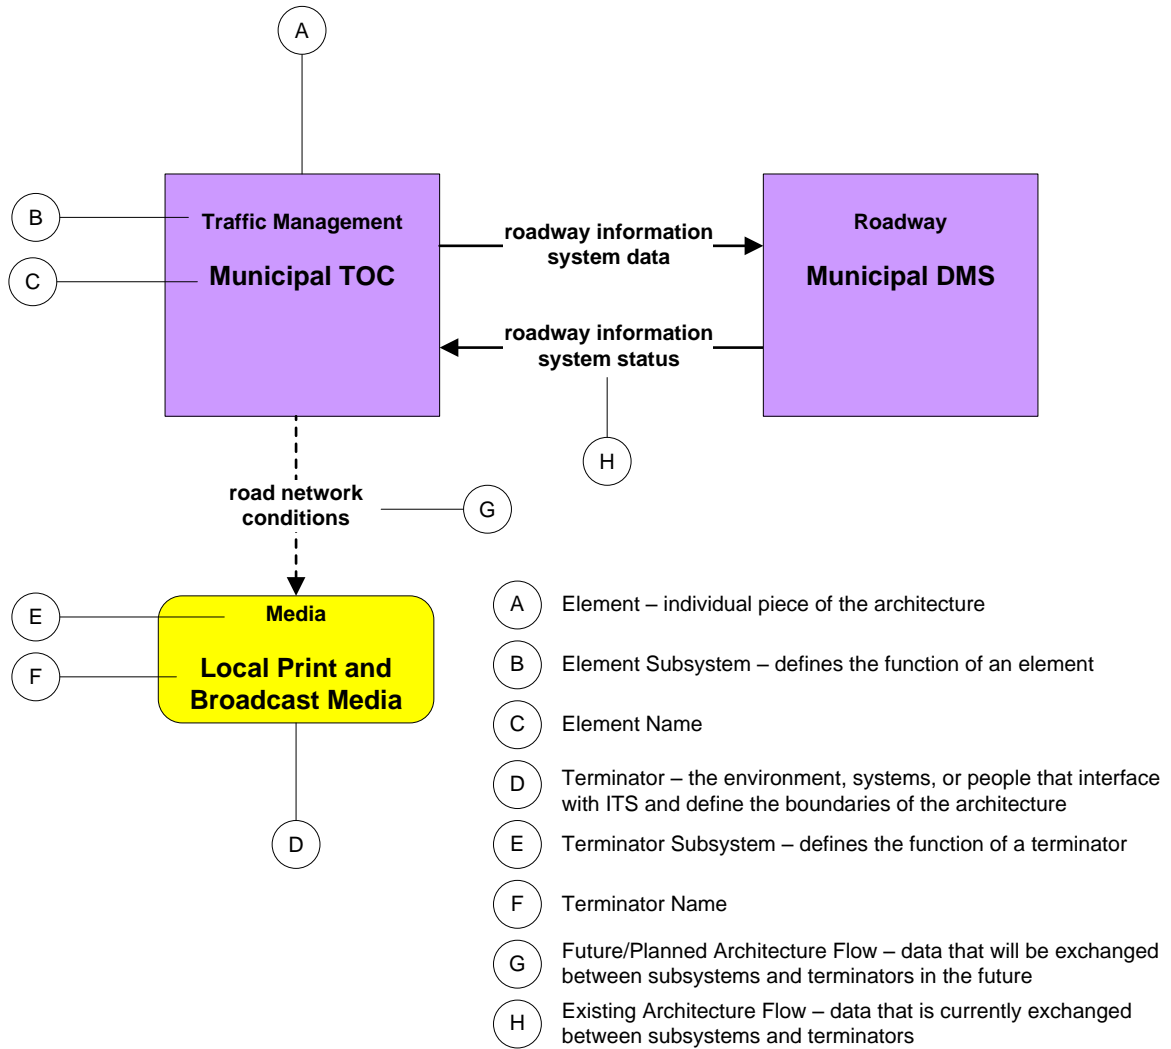 A
B
Traffic Management
C
Municipal TOC
roadway information
system data
Roadway
Municipal DMS
roadway information
system status
H
road network
conditions
G
E
Media
F
Local Print and
Broadcast Media
D
A Element – individual piece of the architecture
B Element Subsystem – defines the function of an element
C Element Name
D Terminator – the environment, systems, or people that interface
with ITS and define the boundaries of the architecture
E Terminator Subsystem – defines the function of a terminator
F Terminator Name
G Future/Planned Architecture Flow – data that will be exchanged
between subsystems and terminators in the future
H Existing Architecture Flow – data that is currently exchanged
between subsystems and terminators